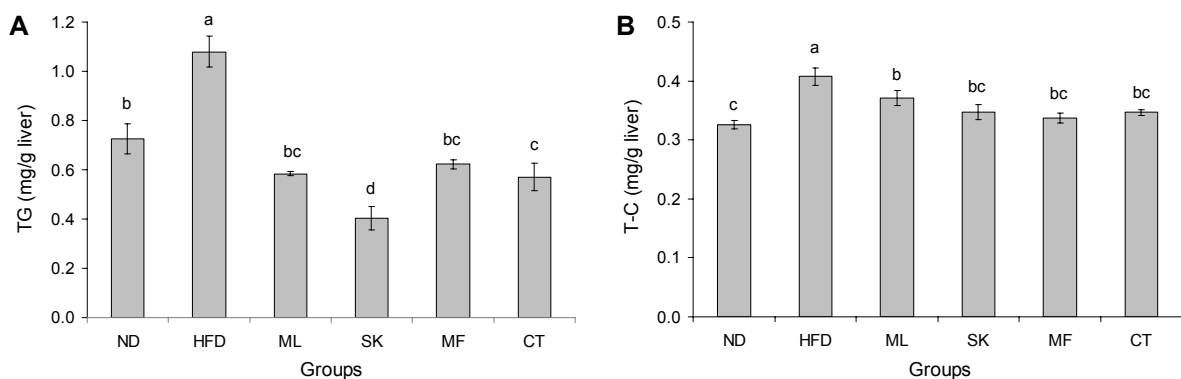 A
TG (mg/g liver)
1.2
1.0
0.8
0.6
0.4
0.2
0.0
b
a
bc
d
bc
c
ND HFD ML SK MF CT
Groups
B
T-C (mg/g liver)
0.5
0.4
0.3
0.2
0.1
0.0
c
a
b
bc
bc
bc
ND HFD ML SK MF CT
Groups